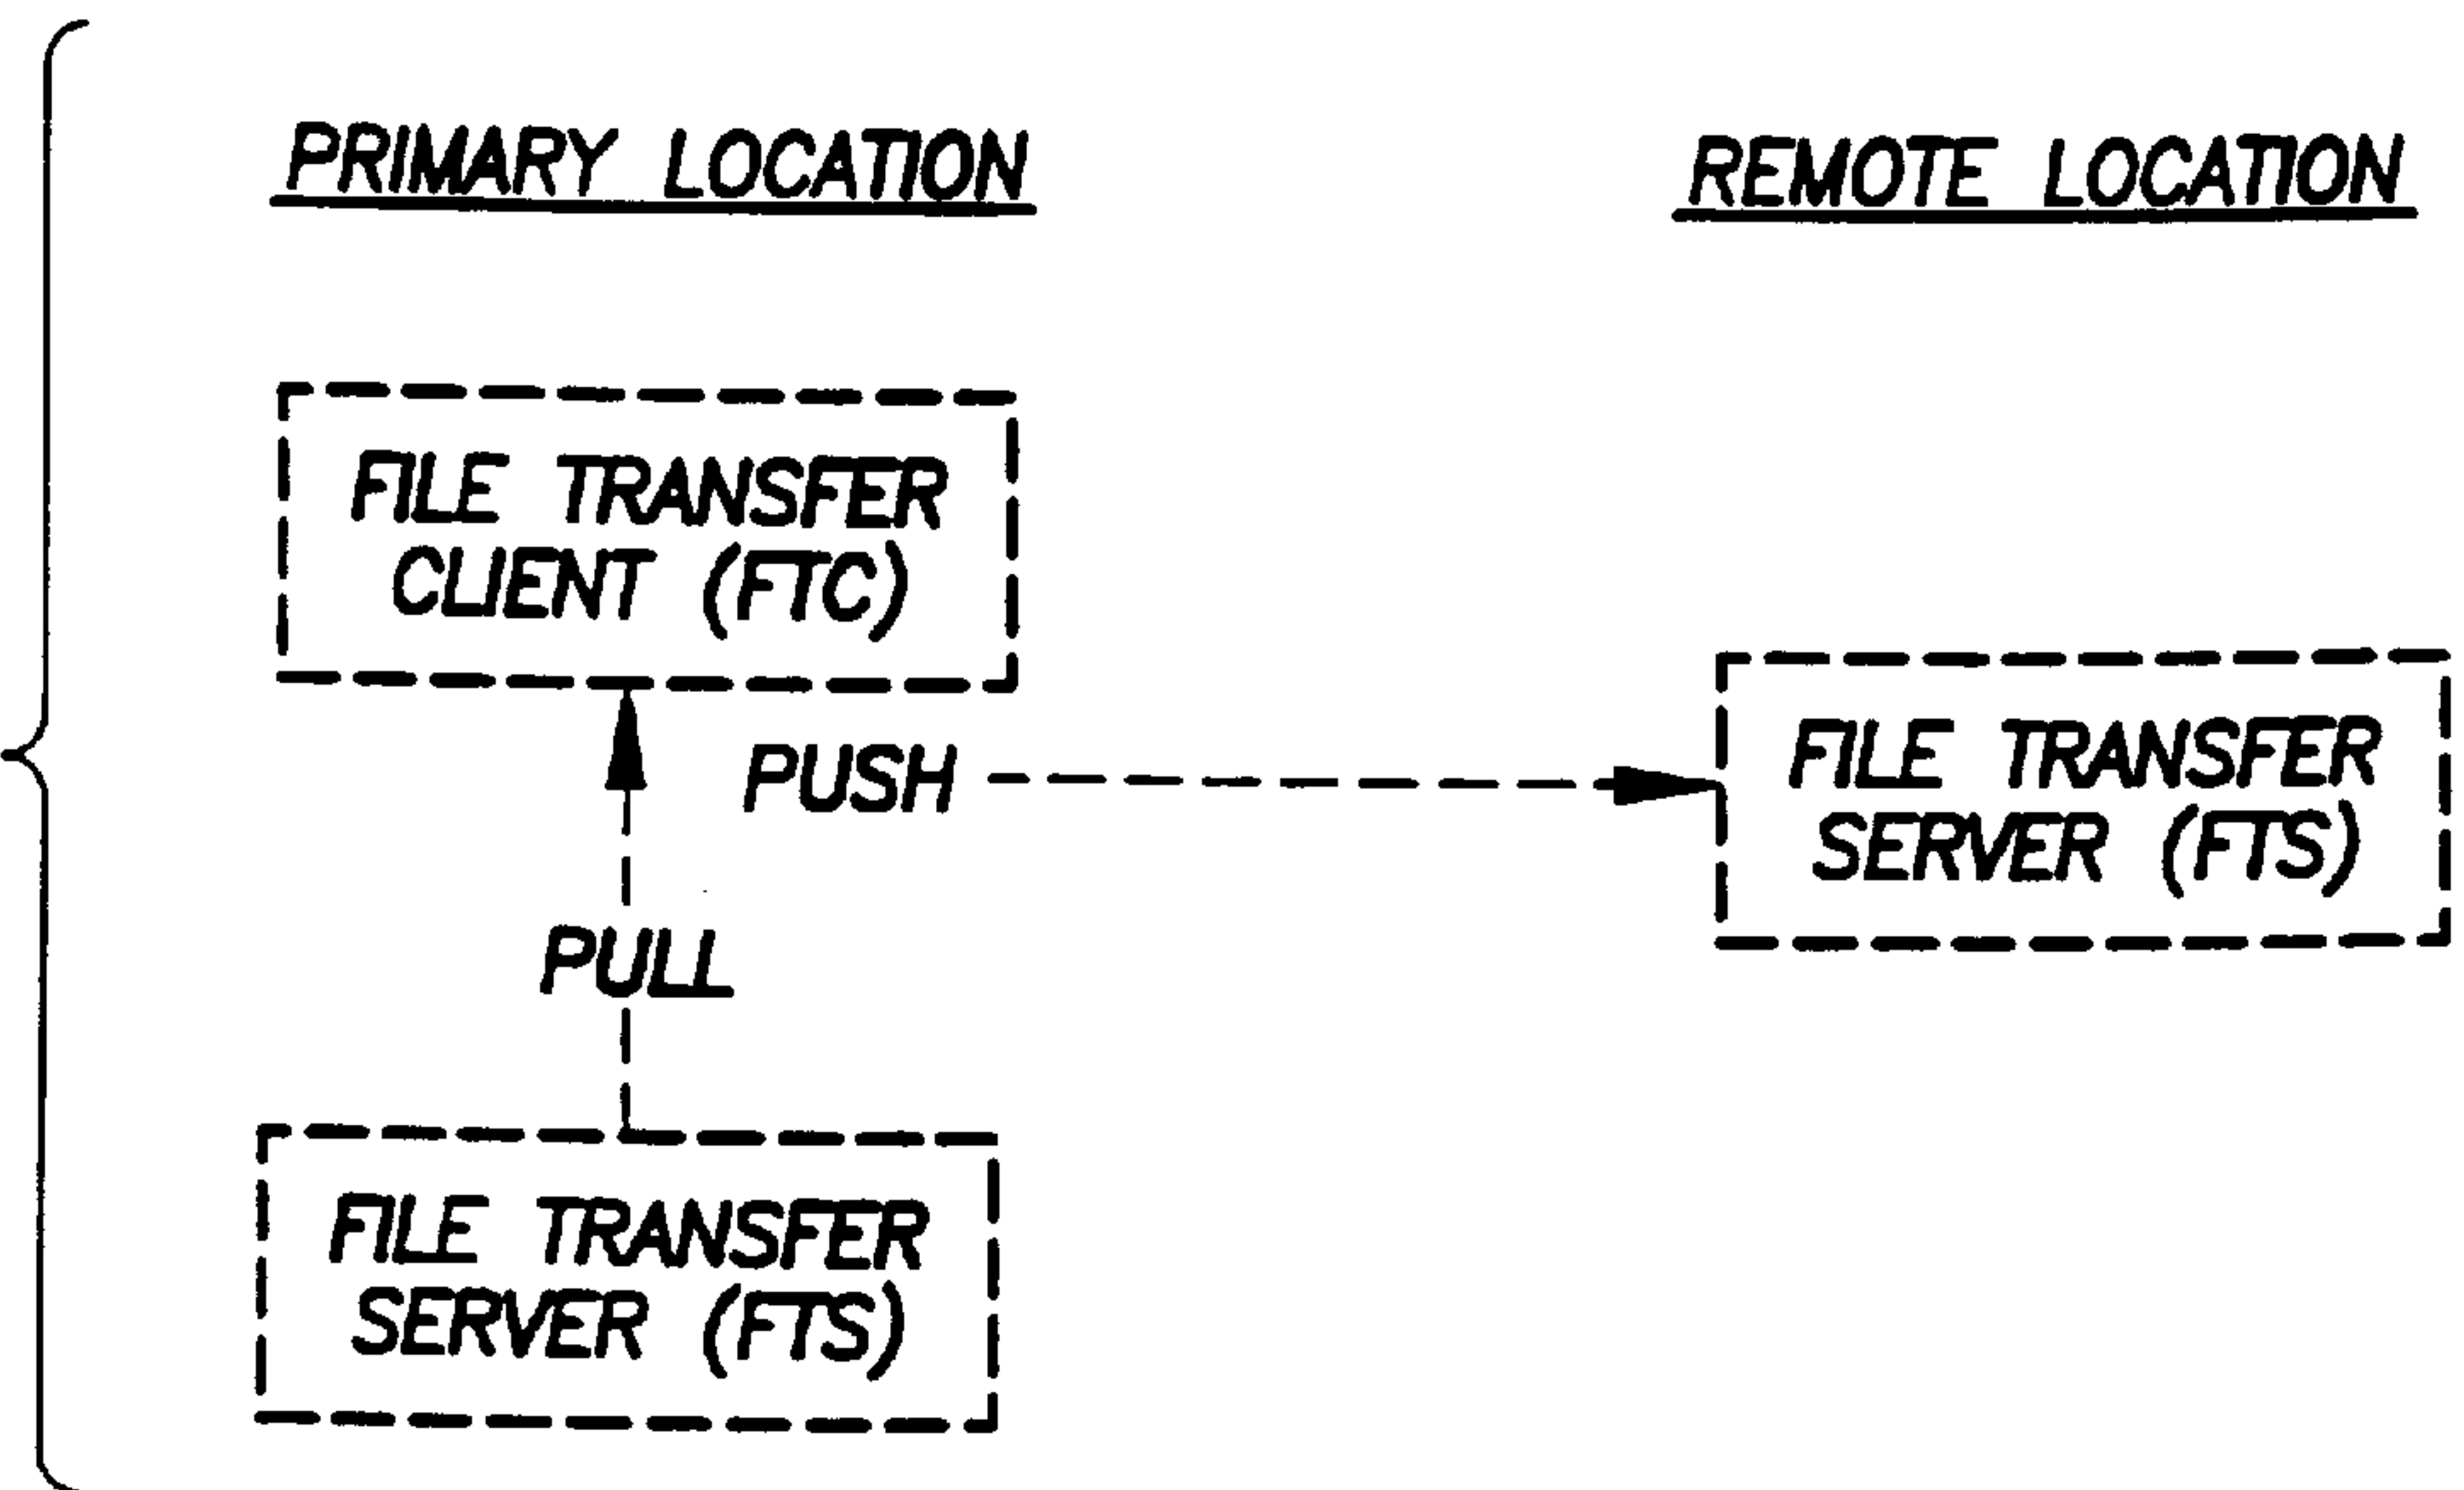 PRIMARY LOCATION
REMOTE LOCATION
FILE TRANSFER
CLIENT (FTC)
PUSH
FILE TRANSFER
SERVER (FTS)
PULL
FILE TRANSFER
SERVER (FTS)